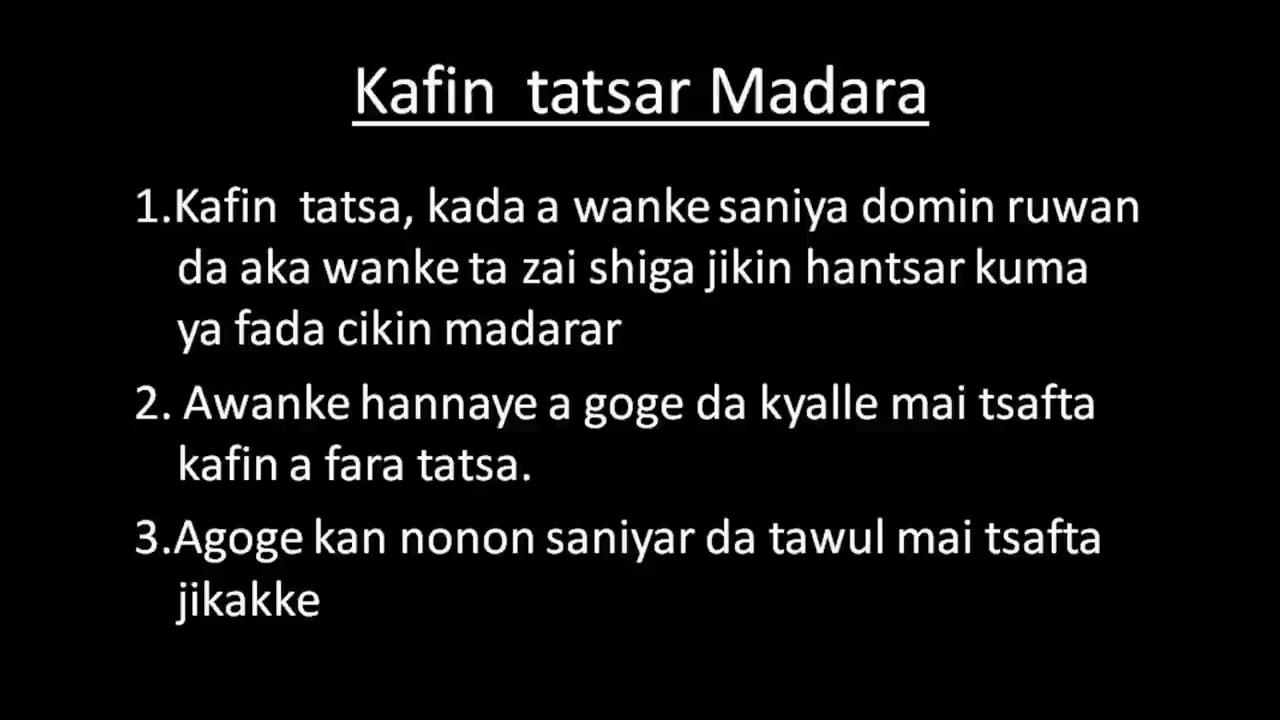 Kafin tatsar Madara
1.Kafin tatsa, kada a wanke saniya domin ruwan
da aka wanke ta zai shiga jikin hantsar kuma
ya fada cikin madarar
2. Awanke hannaye a goge da kyalle mai tsafta
kafin a fara tatsa.
3.Agoge kan nonon saniyar da tawul mai tsafta
jikakke